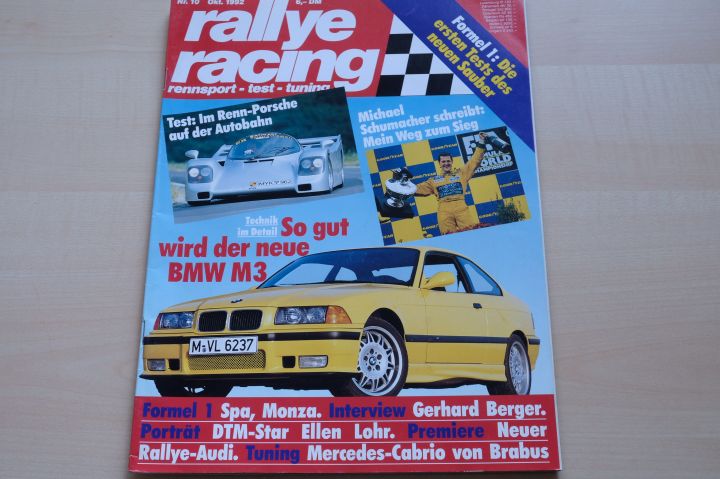 Nr. 10 Okt. 1992 6,- DM
rallye
racing
rennsport - test - tuning
Formel 1: Die
ersten Tests des
neuen Sauber
Test: Im Renn-Porsche
auf der Autobahn
Michael
Schumacher schreibt:
Mein Weg zum Sieg
Technik
im Detail
So gut
wird der neue
BMW M3
M VL 6237
Formel 1 Spa, Monza. Interview Gerhard Berger.
Porträt DTM-Star Ellen Lohr. Premiere Neuer
Rallye-Audi. Tuning Mercedes-Cabrio von Brabus